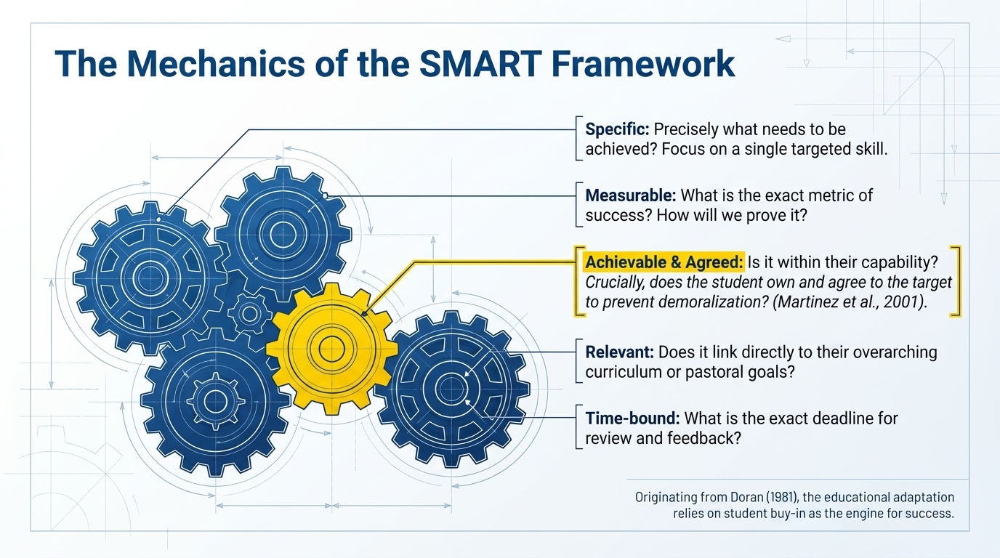 The Mechanics of the SMART Framework
Specific: Precisely what needs to be
achieved? Focus on a single targeted skill.
Measurable: What is the exact metric of
success? How will we prove it?
Achievable & Agreed: Is it within their capability?
Crucially, does the student own and agree to the target
to prevent demoralization? (Martinez et al., 2001).
Relevant: Does it link directly to their overarching
curriculum or pastoral goals?
Time-bound: What is the exact deadline for
review and feedback?
Originating from Doran (1981), the educational adaptation
relies on student buy-in as the engine for success.